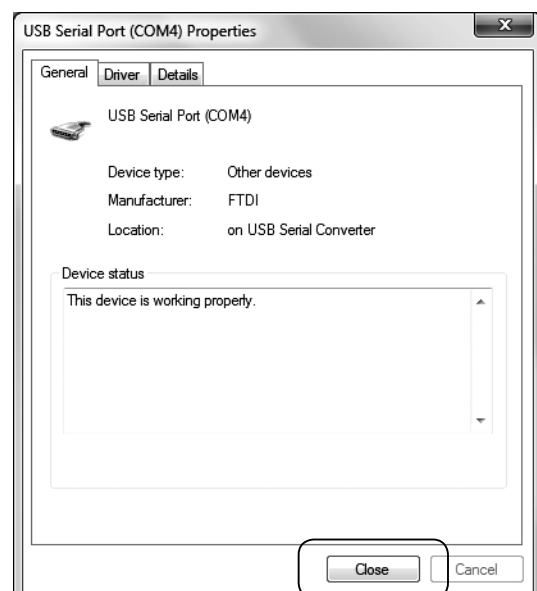 USB Serial Port (COM4) Properties
X
General Driver Details
USB Serial Port (COM4)
Device type: Other devices
Manufacturer: FTDI
Location: on USB Serial Converter
Device status
This device is working properly.
Close Cancel